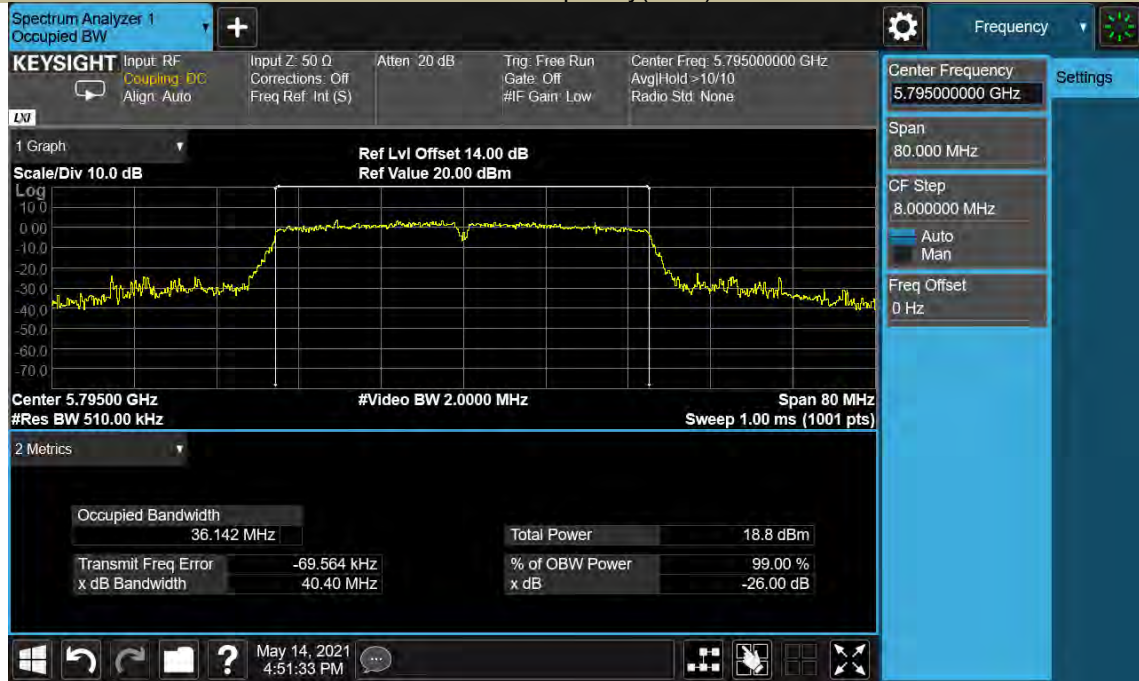 Spectrum Analyzer 1
Occupied BW
Frequency
KEYSIGHT
Input: RF
Coupling: DC
Align: Auto
Input Z: 50 Ω
Corrections: Off
Freq Ref: Int (S)
Atten: 20 dB
Trig: Free Run
Gate: Off
#IF Gain: Low
Center Freq: 5.795000000 GHz
Avg|Hold >10/10
Radio Std: None
LXI
Center Frequency
5.795000000 GHz
Settings
Span
80.000 MHz
CF Step
8.000000 MHz
Auto
Man
Freq Offset
0 Hz
1 Graph
Scale/Div 10.0 dB
Ref Lvl Offset 14.00 dB
Ref Value 20.00 dBm
Log
10.0
0.00
-10.0
-20.0
-30.0
-40.0
-50.0
-60.0
-70.0
Center 5.79500 GHz
#Video BW 2.0000 MHz
Span 80 MHz
#Res BW 510.00 kHz
Sweep 1.00 ms (1001 pts)
2 Metrics
Occupied Bandwidth
36.142 MHz
Total Power 18.8 dBm
Transmit Freq Error -69.564 kHz
% of OBW Power 99.00 %
x dB Bandwidth 40.40 MHz
x dB -26.00 dB
?
May 14, 2021
4:51:33 PM